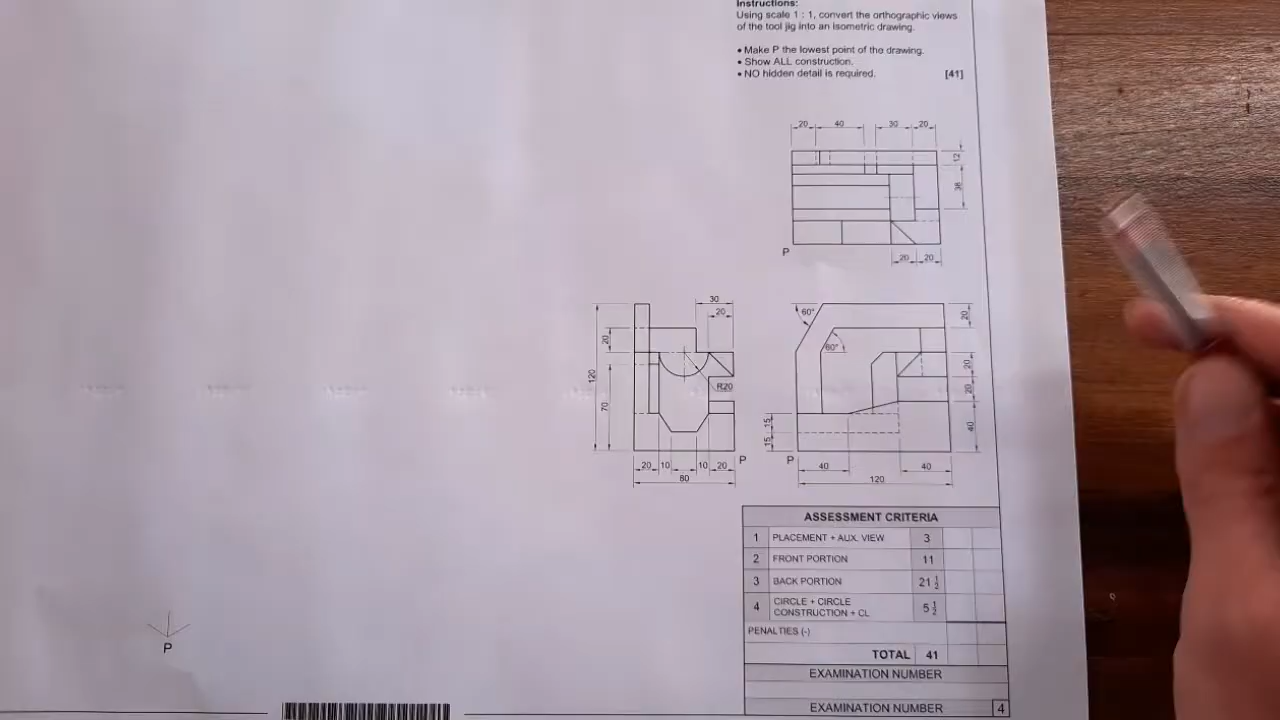 Instructions:
Using scale 1 : 1, convert the orthographic views
of the tool jig into an isometric drawing.
• Make P the lowest point of the drawing.
• Show ALL construction.
• NO hidden detail is required. [41]
20 40 30 20
12
38
P
20 20
30
20
20
120
70
R20
20 10 10 20
80
P
60°
60°
20
20
20
40
15
15
P
40 40
120
ASSESSMENT CRITERIA
1 PLACEMENT + AUX. VIEW 3
2 FRONT PORTION 11
3 BACK PORTION 21 1/2
4 CIRCLE + CIRCLE CONSTRUCTION + CL 5 1/2
PENALTIES (-)
TOTAL 41
EXAMINATION NUMBER
EXAMINATION NUMBER 4
P